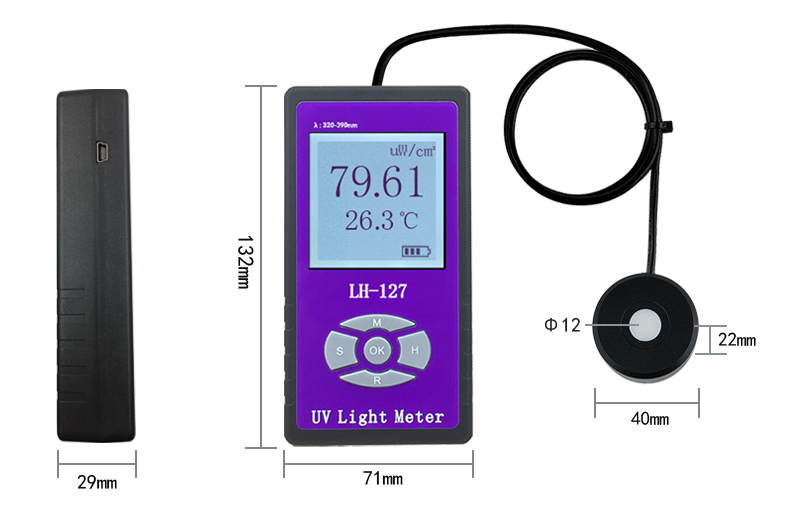 λ: 320-390nm
uW/cm²
79.61
26.3℃
LH-127
M
S
OK
H
R
UV Light Meter
132mm
29mm
71mm
Φ12
22mm
40mm